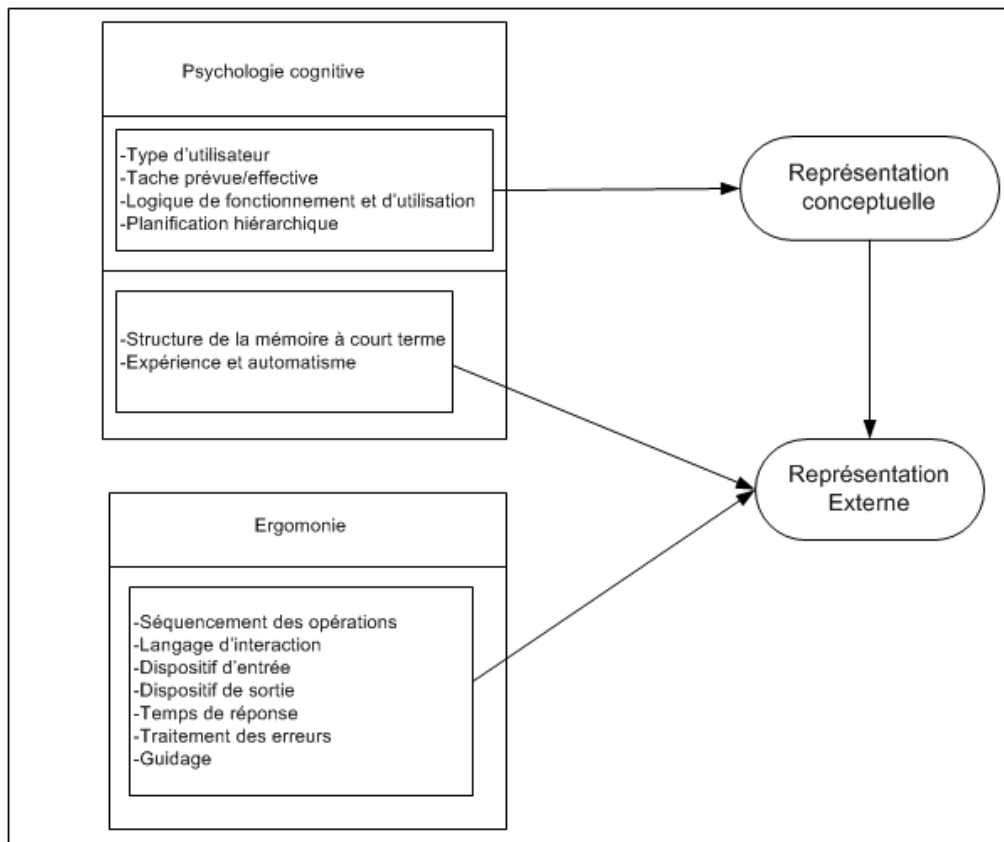 Psychologie cognitive
-Type d'utilisateur
-Tache prévue/effective
-Logique de fonctionnement et d'utilisation
-Planification hiérarchique
Représentation
conceptuelle
-Structure de la mémoire à court terme
-Expérience et automatisme
Représentation
Externe
Ergomonie
-Séquencement des opérations
-Langage d'interaction
-Dispositif d'entrée
-Dispositif de sortie
-Temps de réponse
-Traitement des erreurs
-Guidage